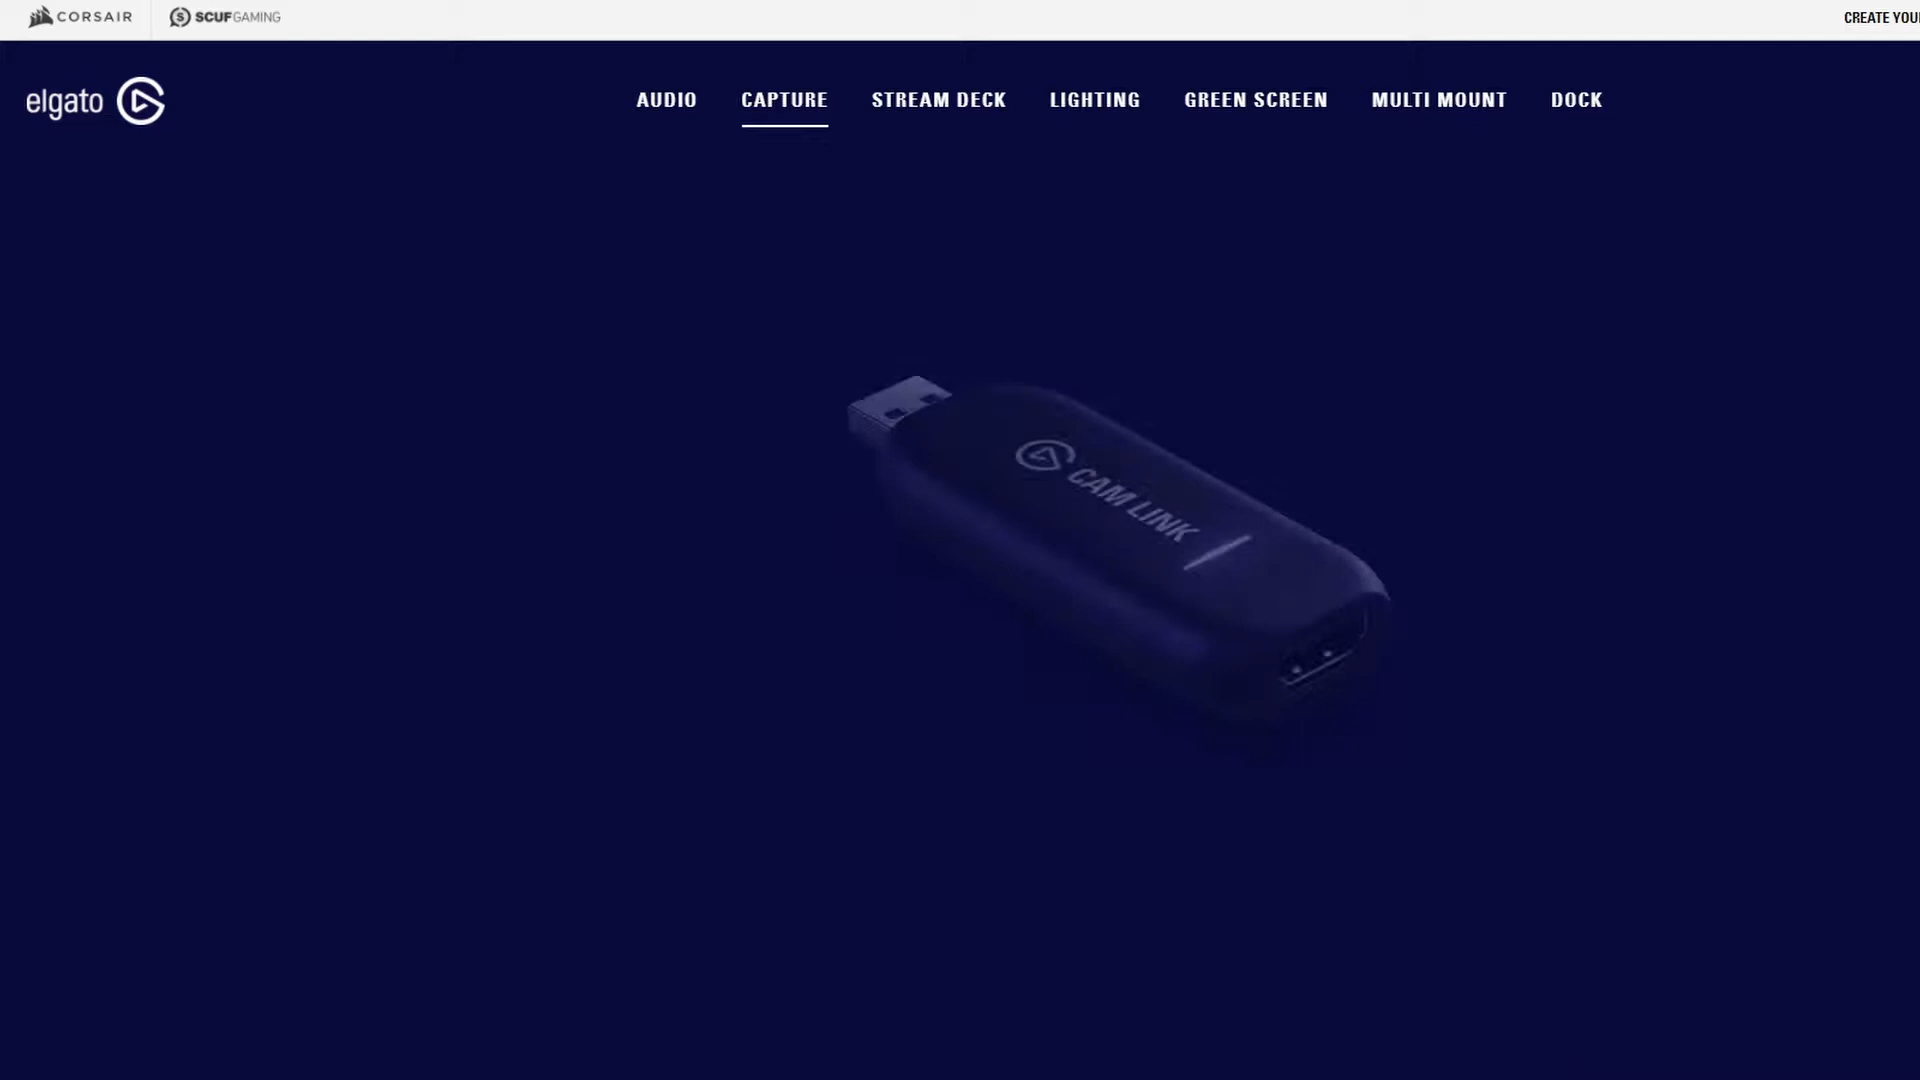 CORSAIR
SCUFGAMING
CREATE YOU
elgato
AUDIO
CAPTURE
STREAM DECK
LIGHTING
GREEN SCREEN
MULTI MOUNT
DOCK
CAM LINK